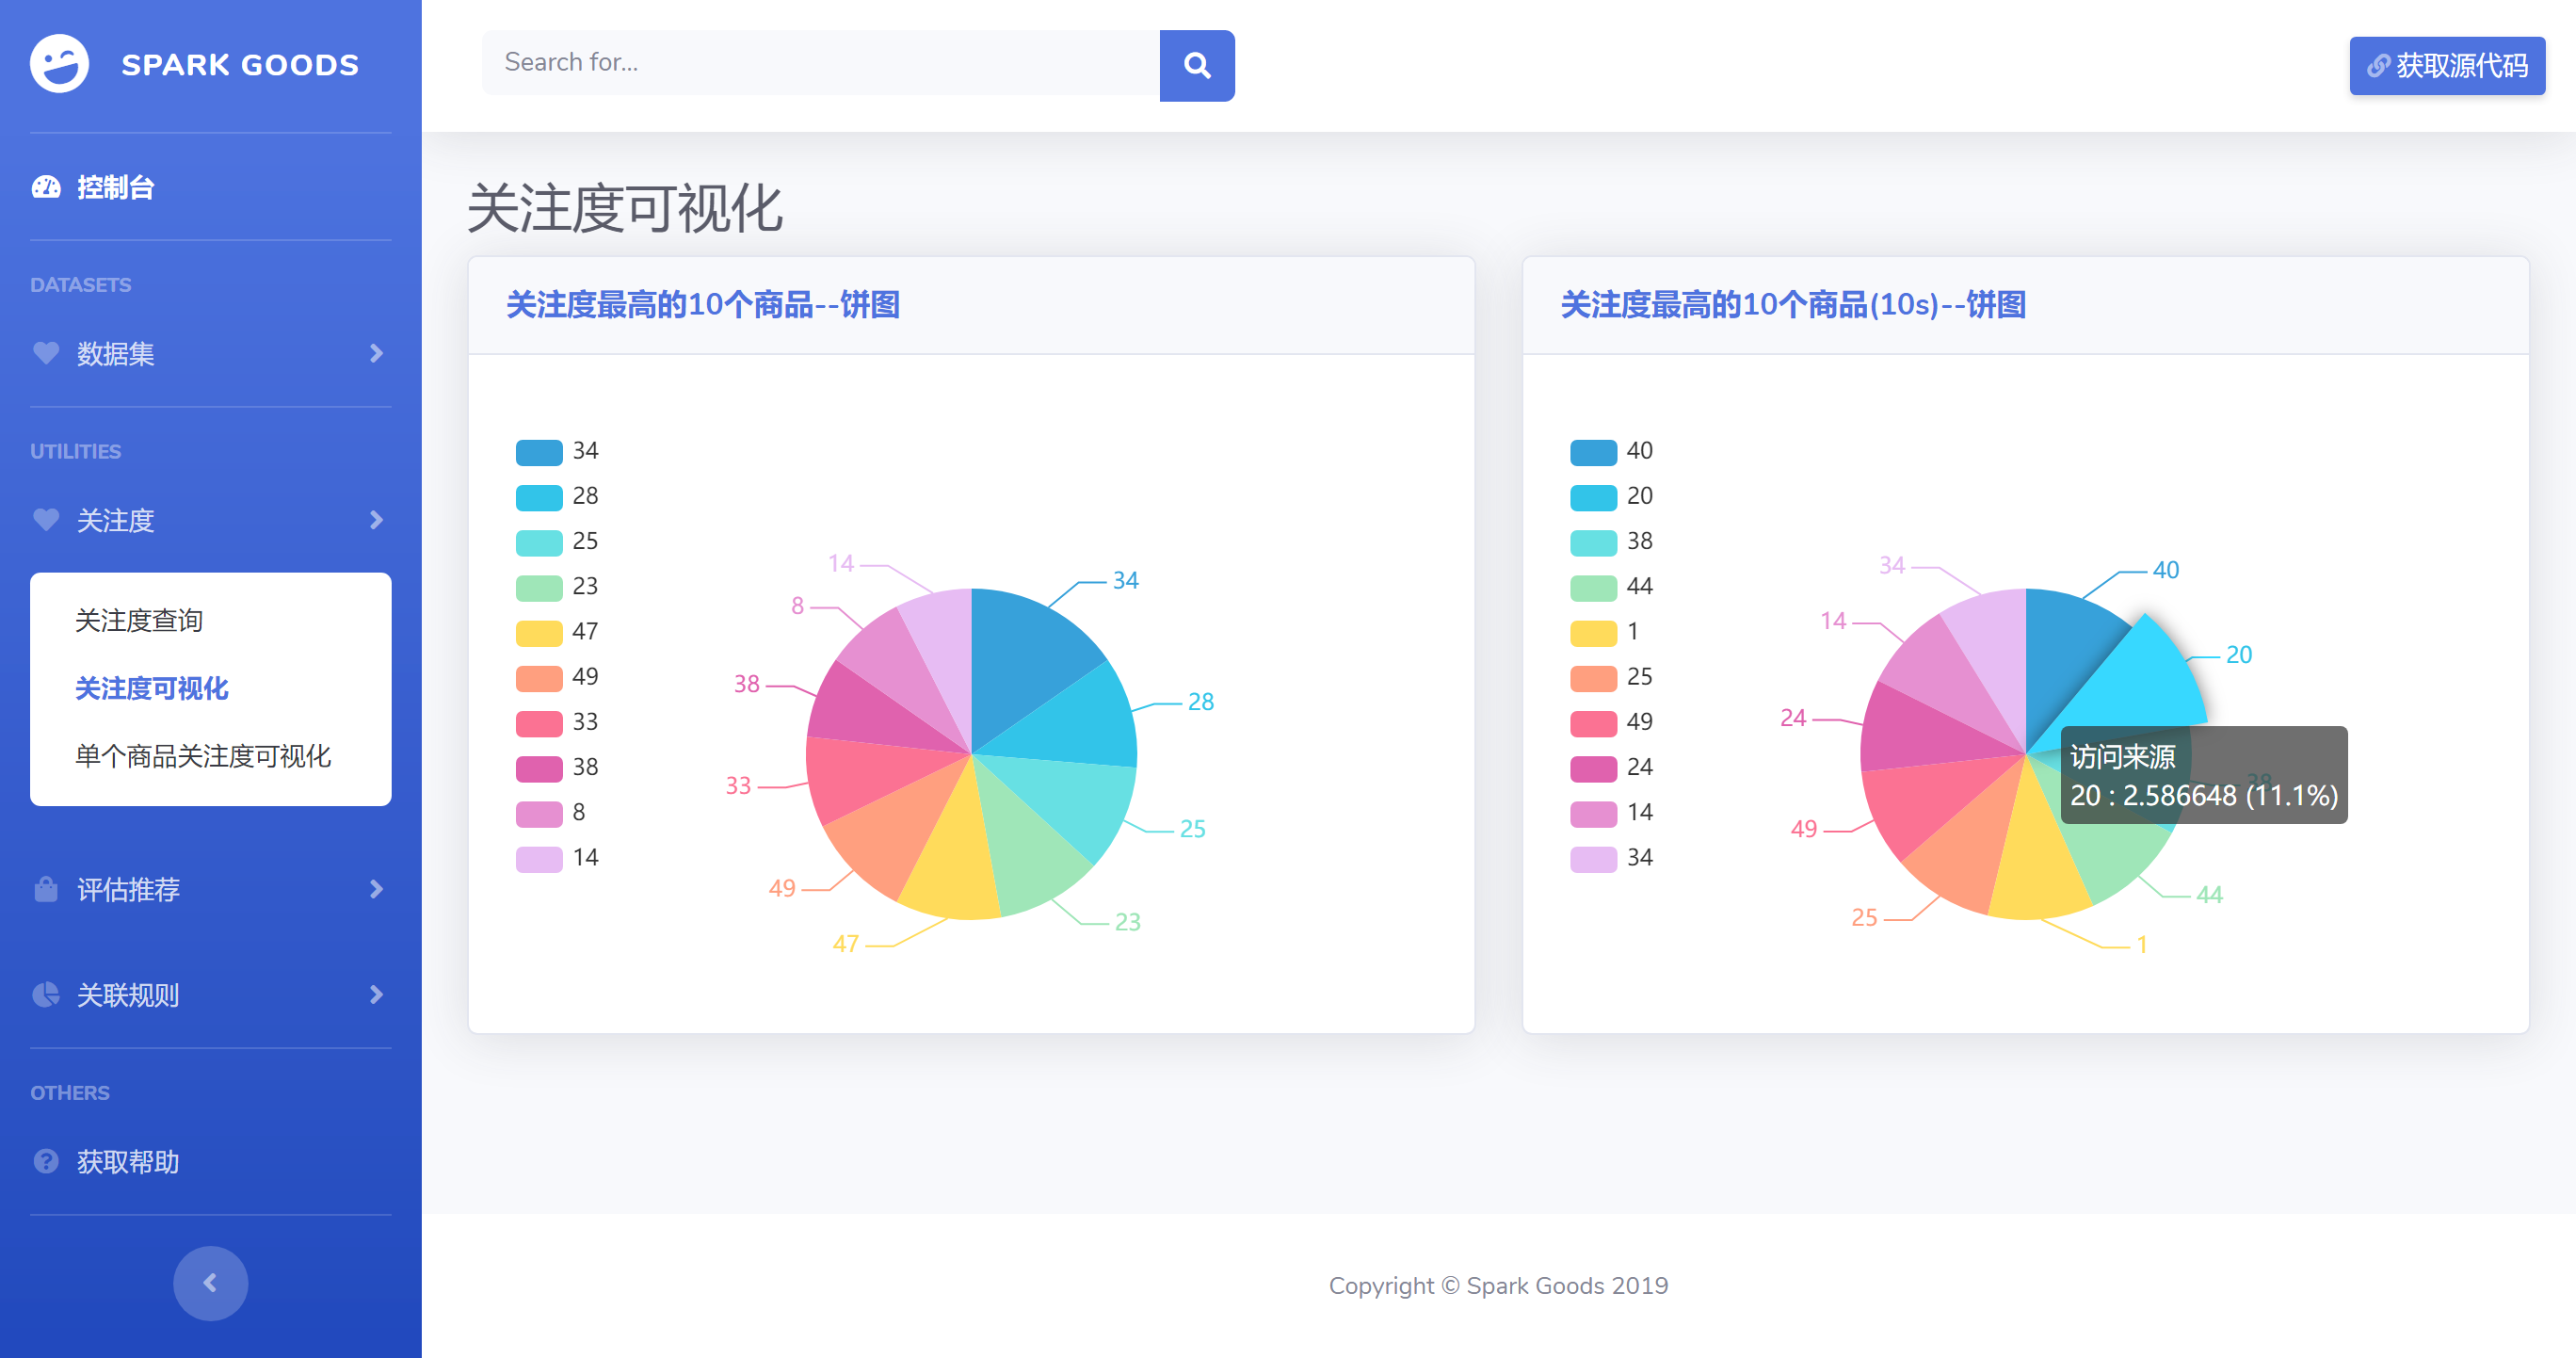 SPARK GOODS
控制台
DATASETS
数据集
UTILITIES
关注度
关注度查询
关注度可视化
单个商品关注度可视化
评估推荐
关联规则
OTHERS
获取帮助
Search for...
获取源代码
关注度可视化
关注度最高的10个商品--饼图
34
28
25
23
47
49
33
38
8
14
14
34
8
38
28
33
25
49
23
47
关注度最高的10个商品(10s)--饼图
40
20
38
44
1
25
49
24
14
34
34
40
14
20
24
访问来源
38
20 : 2.586648 (11.1%)
49
44
25
1
Copyright © Spark Goods 2019